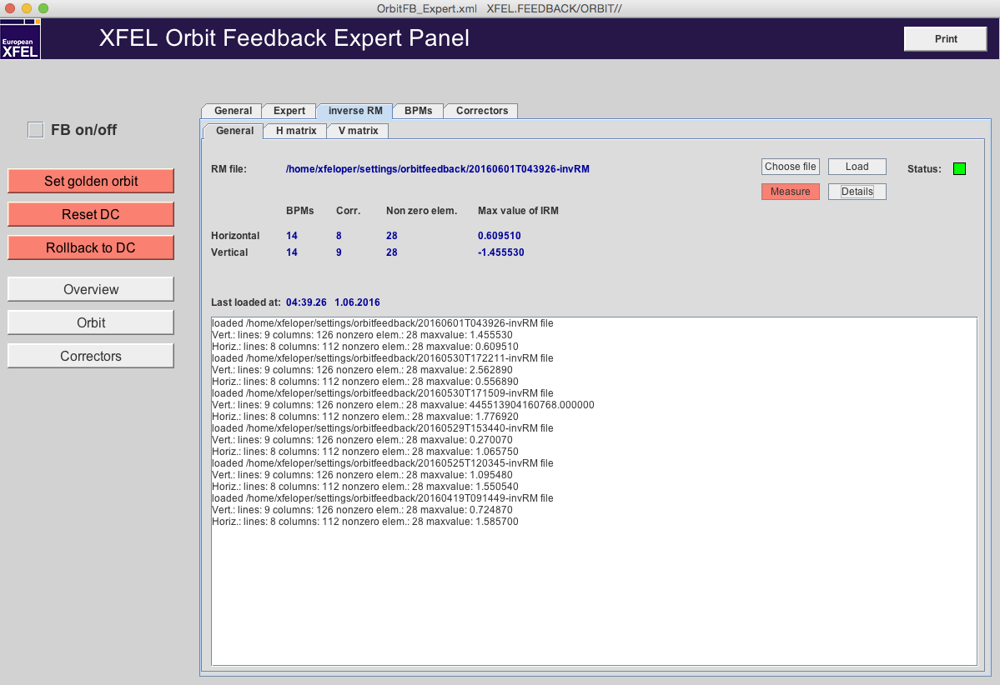 OrbitFB_Expert.xml XFEL.FEEDBACK/ORBIT//
European
XFEL
XFEL Orbit Feedback Expert Panel
Print
FB on/off
Set golden orbit
Reset DC
Rollback to DC
Overview
Orbit
Correctors
General Expert inverse RM BPMs Correctors
General H matrix V matrix
RM file: /home/xfeloper/settings/orbitfeedback/20160601T043926-invRM
Choose file Load Status:
Measure Details
BPMs Corr. Non zero elem. Max value of IRM
Horizontal 14 8 28 0.609510
Vertical 14 9 28 -1.455530
Last loaded at: 04:39.26 1.06.2016
loaded /home/xfeloper/settings/orbitfeedback/20160601T043926-invRM file
Vert.: lines: 9 columns: 126 nonzero elem.: 28 maxvalue: 1.455530
Horiz.: lines: 8 columns: 112 nonzero elem.: 28 maxvalue: 0.609510
loaded /home/xfeloper/settings/orbitfeedback/20160530T172211-invRM file
Vert.: lines: 9 columns: 126 nonzero elem.: 28 maxvalue: 2.562890
Horiz.: lines: 8 columns: 112 nonzero elem.: 28 maxvalue: 0.556890
loaded /home/xfeloper/settings/orbitfeedback/20160530T171509-invRM file
Vert.: lines: 9 columns: 126 nonzero elem.: 28 maxvalue: 445513904160768.000000
Horiz.: lines: 8 columns: 112 nonzero elem.: 28 maxvalue: 1.776920
loaded /home/xfeloper/settings/orbitfeedback/20160529T153440-invRM file
Vert.: lines: 9 columns: 126 nonzero elem.: 28 maxvalue: 0.270070
Horiz.: lines: 8 columns: 112 nonzero elem.: 28 maxvalue: 1.065750
loaded /home/xfeloper/settings/orbitfeedback/20160525T120345-invRM file
Vert.: lines: 9 columns: 126 nonzero elem.: 28 maxvalue: 1.095480
Horiz.: lines: 8 columns: 112 nonzero elem.: 28 maxvalue: 1.550540
loaded /home/xfeloper/settings/orbitfeedback/20160419T091449-invRM file
Vert.: lines: 9 columns: 126 nonzero elem.: 28 maxvalue: 0.724870
Horiz.: lines: 8 columns: 112 nonzero elem.: 28 maxvalue: 1.585700